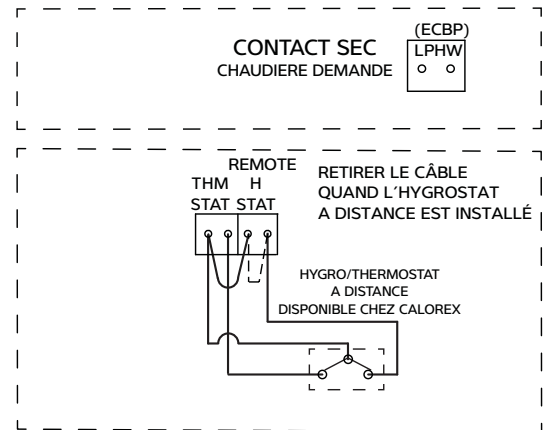 (ECBP)
CONTACT SEC
LPHW
CHAUDIERE DEMANDE
REMOTE
THM H
STAT STAT
RETIRER LE CÂBLE
QUAND L´HYGROSTAT
A DISTANCE EST INSTALLÉ
HYGRO/THERMOSTAT
A DISTANCE
DISPONIBLE CHEZ CALOREX